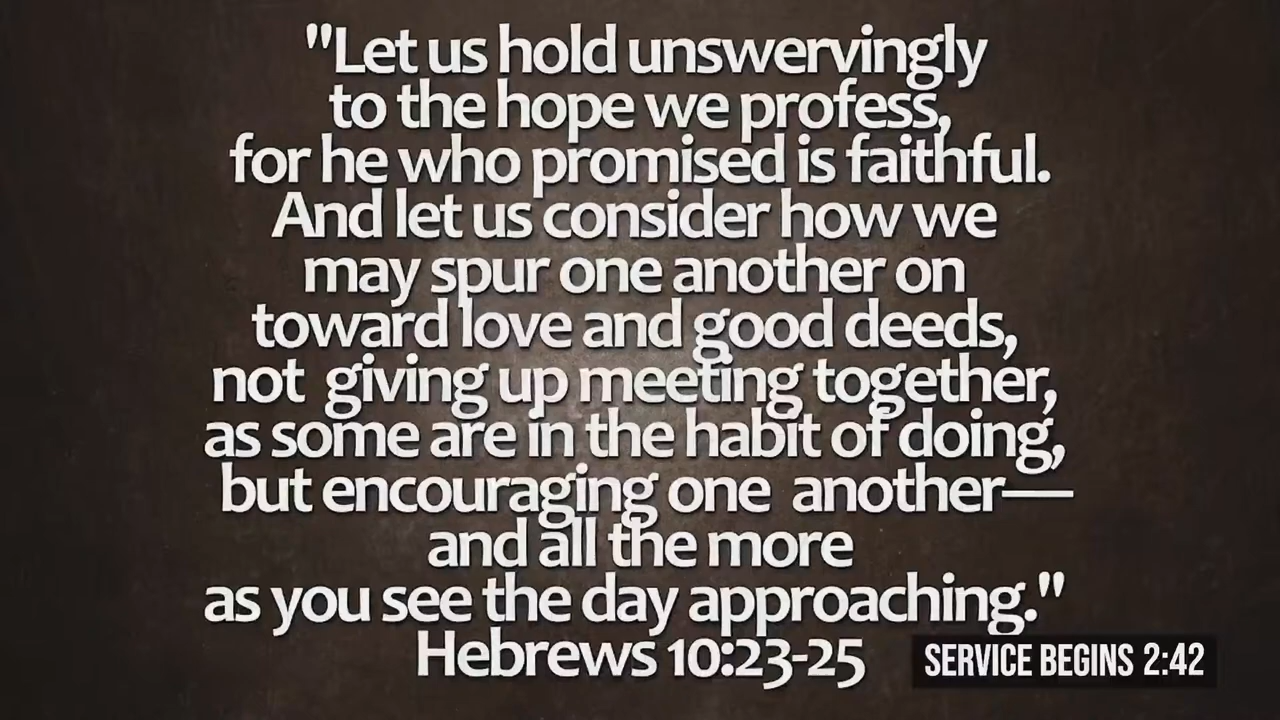 "Let us hold unswervingly
to the hope we profess,
for he who promised is faithful.
And let us consider how we
may spur one another on
toward love and good deeds,
not giving up meeting together,
as some are in the habit of doing,
but encouraging one another—
and all the more
as you see the day approaching."
Hebrews 10:23-25
SERVICE BEGINS 2:42